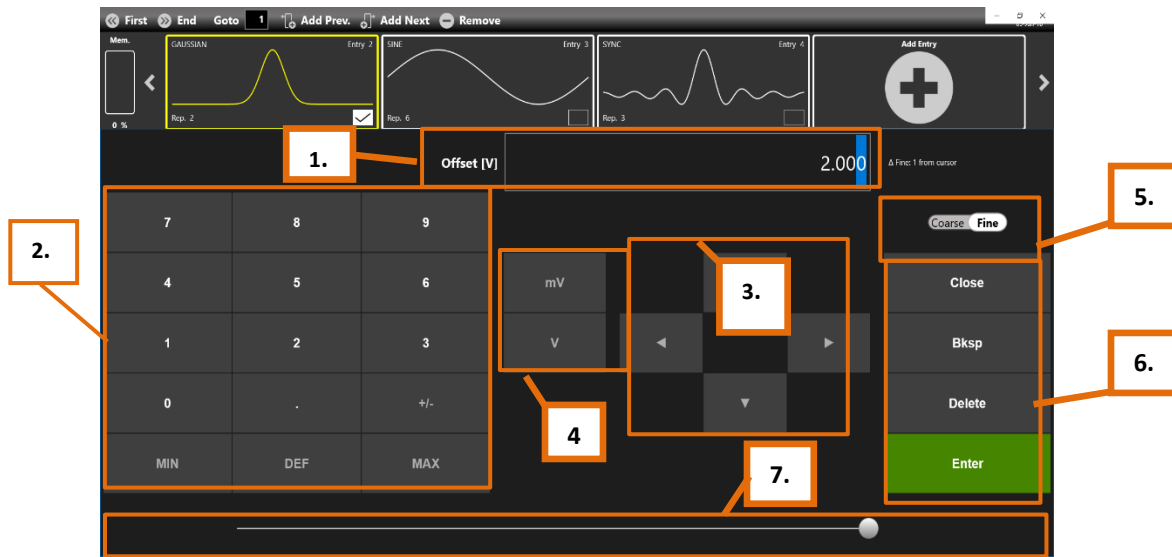 First End Goto 1 Add Prev. Add Next Remove
Mem.
0 %
GAUSSIAN Entry 2
Rep. 2
SINE Entry 3
Rep. 6
SYNC Entry 4
Rep. 3
Add Entry
1.
Offset [V] 2.000 Δ Fine: 1 from cursor
5.
Coarse Fine
2.
7 8 9
4 5 6
1 2 3
0 . +/-
MIN DEF MAX
mV
V
3.
◀ ▶
▼
4
Close
Bksp
Delete
Enter
6.
7.